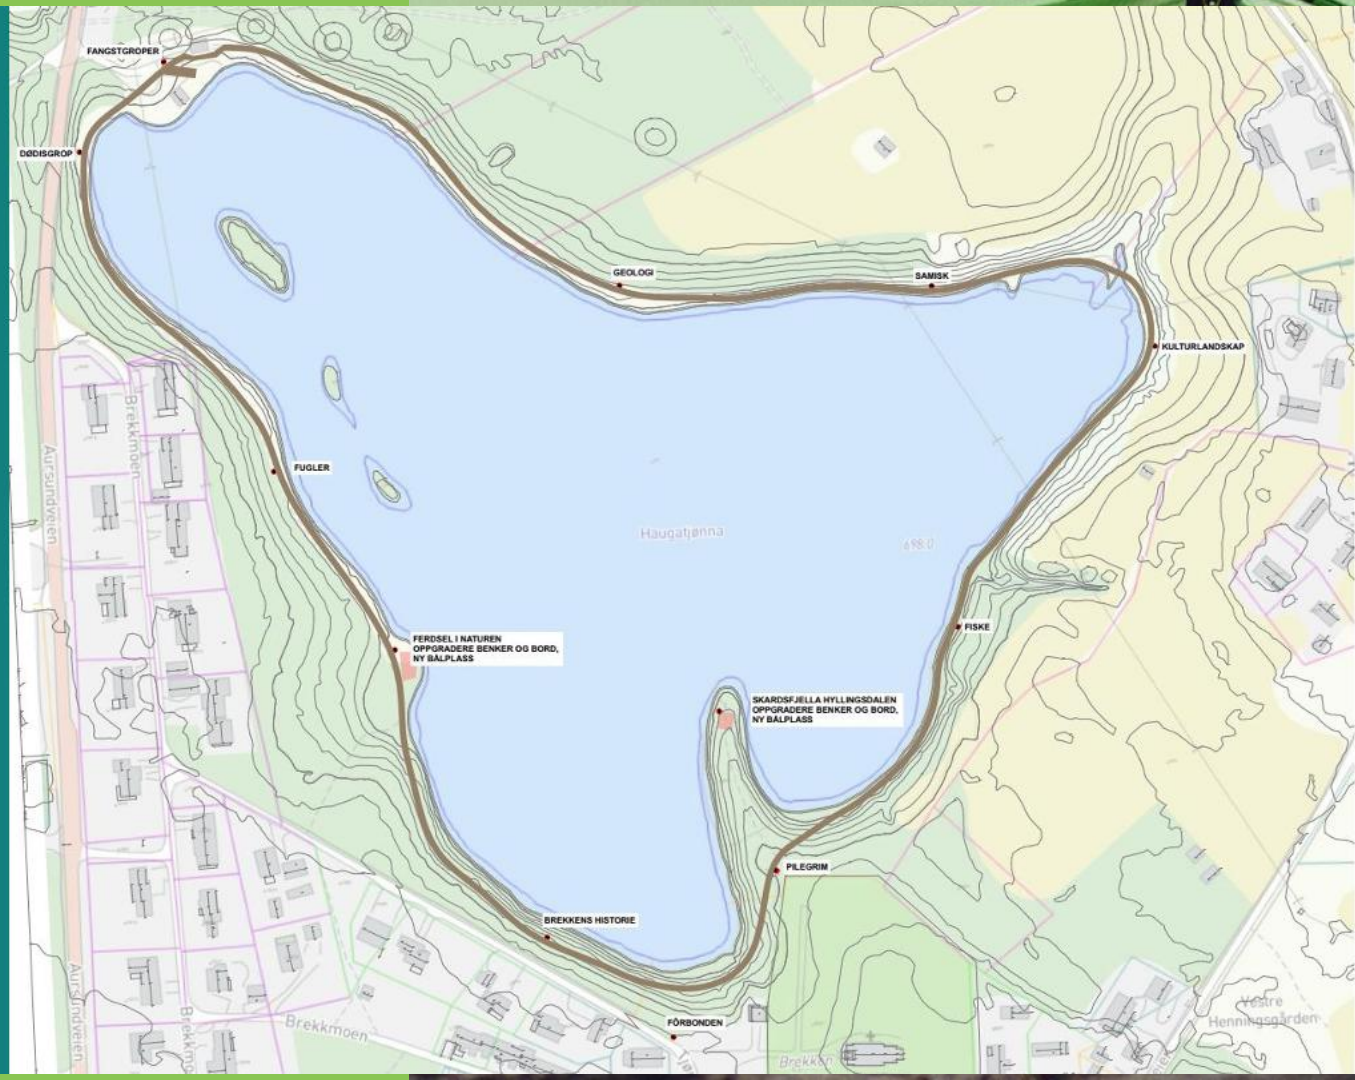 FANGSTGROPER
DØDISGROP
GEOLOGI
SAMISK
KULTURLANDSKAP
Brekkmoen
Aursundveien
FUGLER
Haugatjønna
698.0
FERDSEL I NATUREN
OPPGRADERE BENKER OG BORD,
NY BÅLPLASS
FISKE
SKARDSFJELLA HYLLINGSDALEN
OPPGRADERE BENKER OG BORD,
NY BÅLPLASS
PILEGRIM
BREKKENS HISTORIE
Aursundveien
Brekkmoen
FÔRBONDEN
Vestre
Henningsgården
Brekken